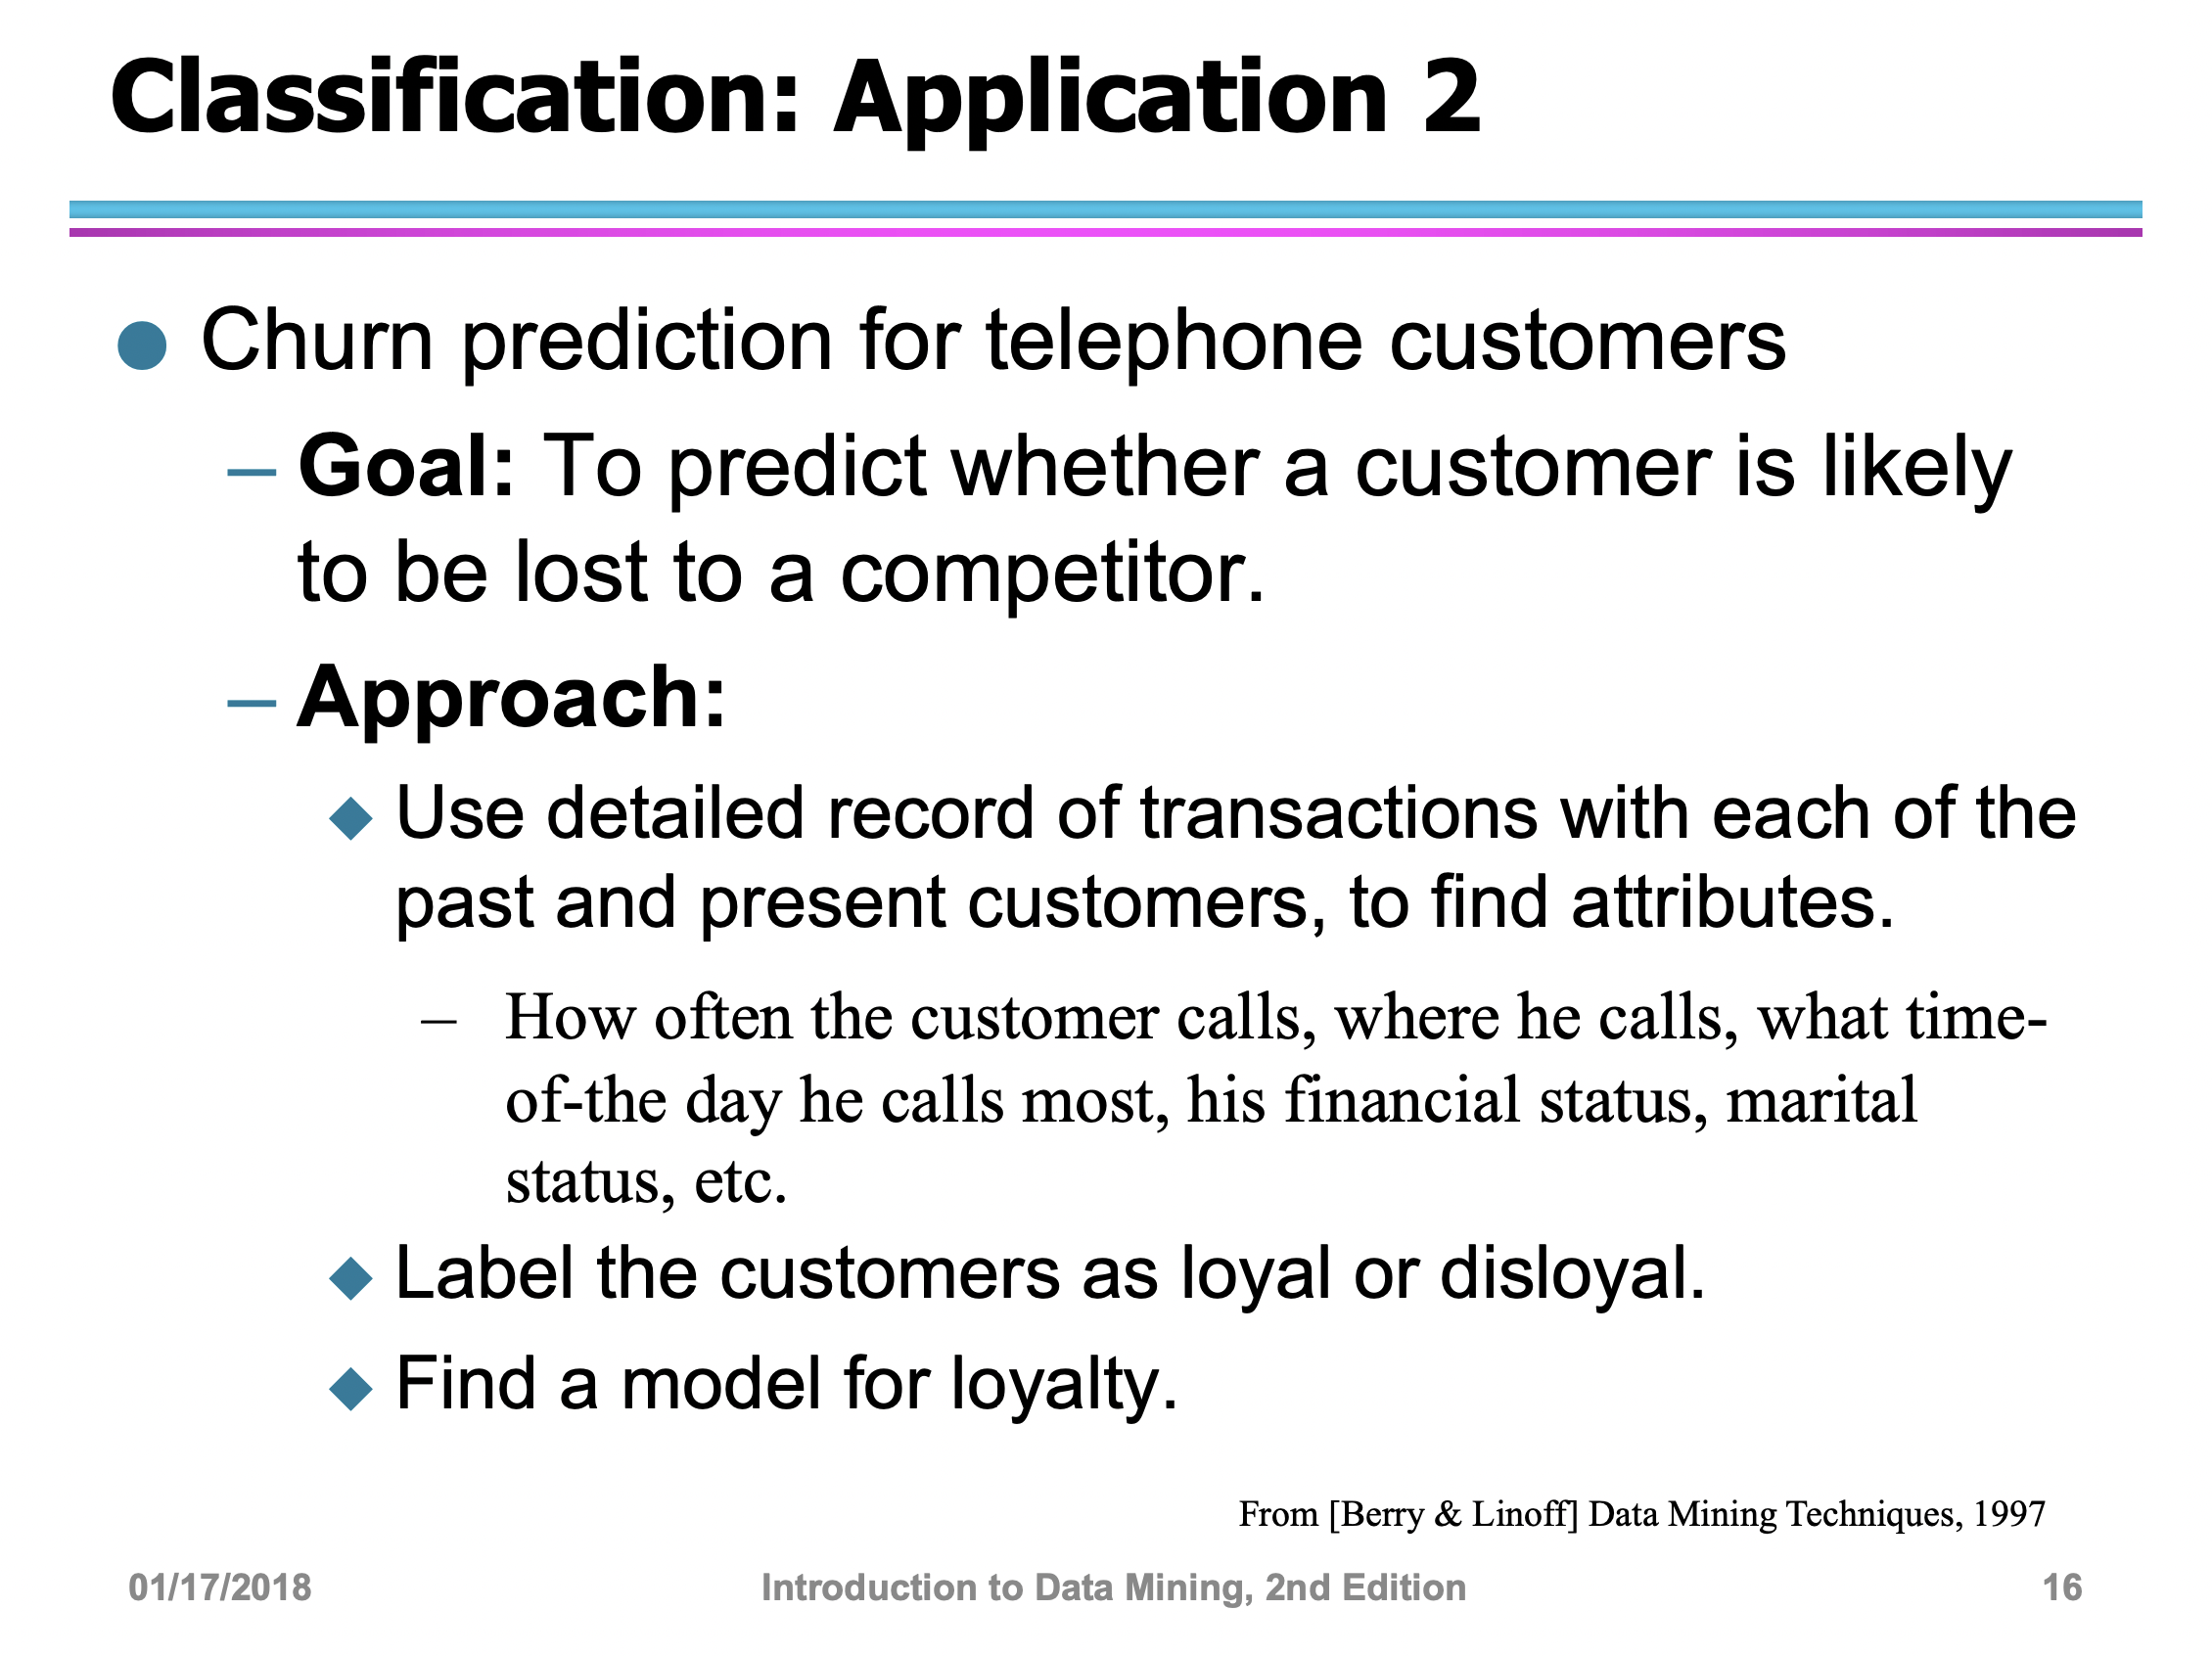 Classification: Application 2
● Churn prediction for telephone customers
– Goal: To predict whether a customer is likely
to be lost to a competitor.
– Approach:
◆ Use detailed record of transactions with each of the
past and present customers, to find attributes.
– How often the customer calls, where he calls, what time-
of-the day he calls most, his financial status, marital
status, etc.
◆ Label the customers as loyal or disloyal.
◆ Find a model for loyalty.
From [Berry & Linoff] Data Mining Techniques, 1997
01/17/2018 Introduction to Data Mining, 2nd Edition 16